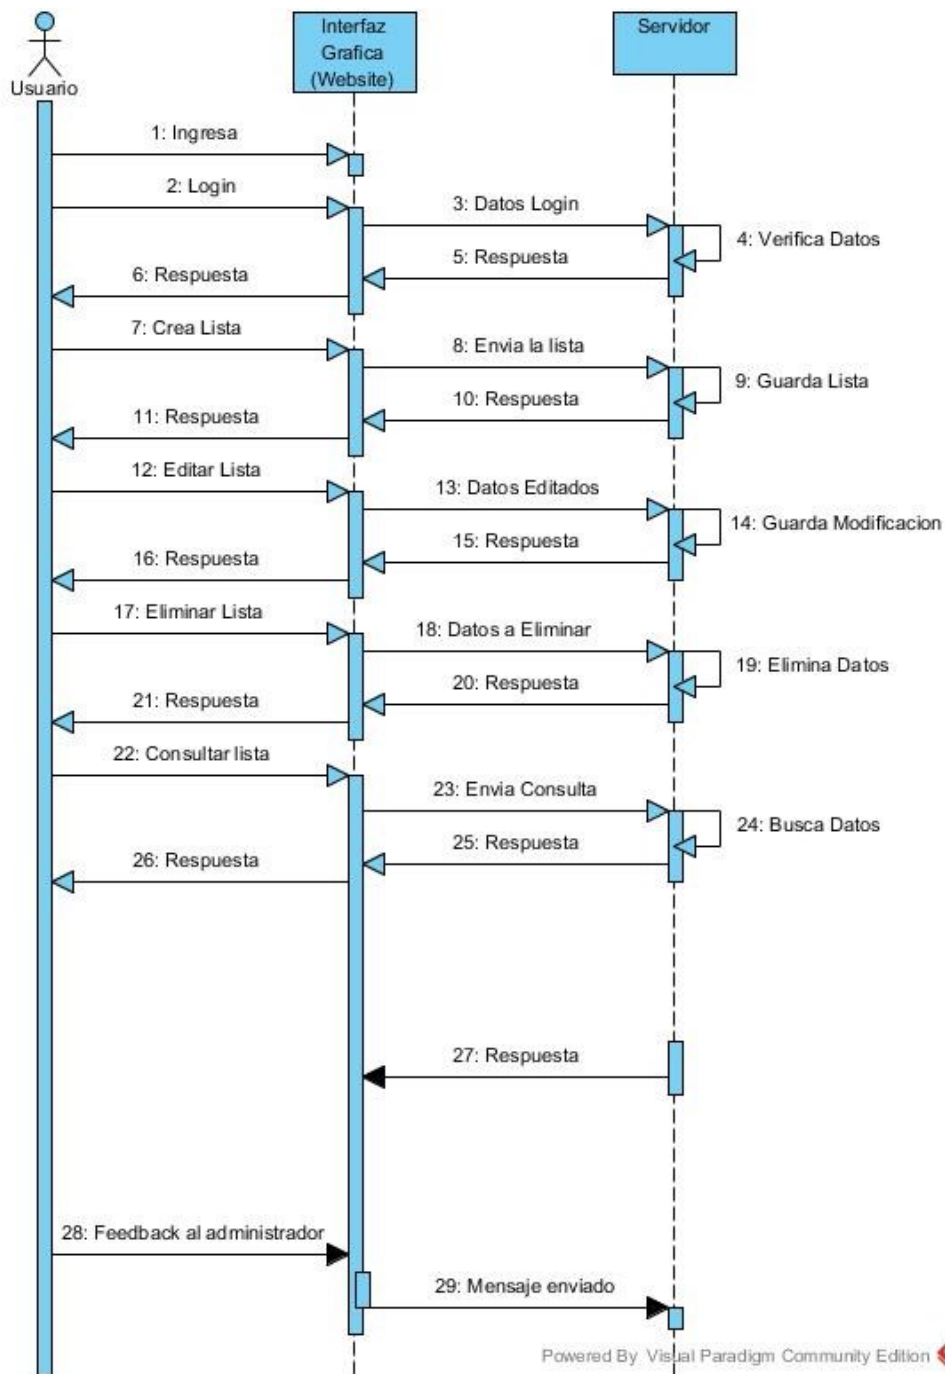 Usuario
Interfaz
Grafica
(Website)
Servidor
1: Ingresa
2: Login
3: Datos Login
4: Verifica Datos
5: Respuesta
6: Respuesta
7: Crea Lista
8: Envia la lista
9: Guarda Lista
10: Respuesta
11: Respuesta
12: Editar Lista
13: Datos Editados
14: Guarda Modificacion
15: Respuesta
16: Respuesta
17: Eliminar Lista
18: Datos a Eliminar
19: Elimina Datos
20: Respuesta
21: Respuesta
22: Consultar lista
23: Envia Consulta
24: Busca Datos
25: Respuesta
26: Respuesta
27: Respuesta
28: Feedback al administrador
29: Mensaje enviado
Powered By Visual Paradigm Community Edition